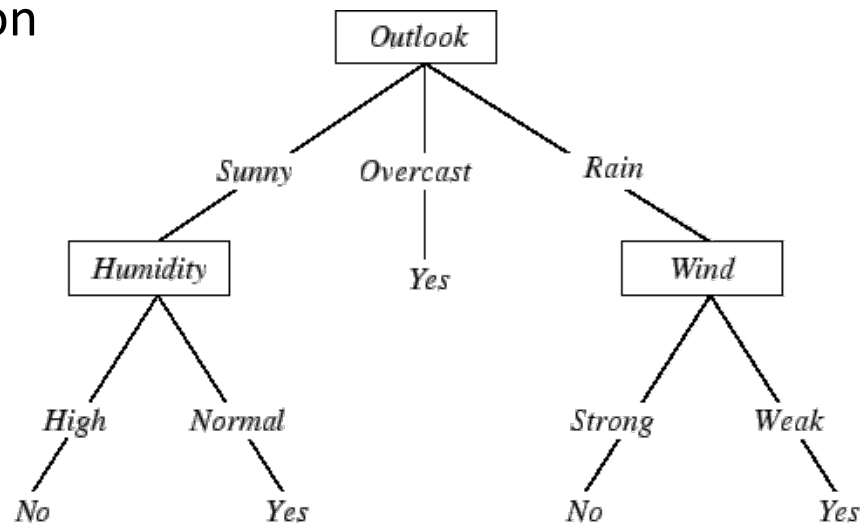 on
Outlook
Sunny Overcast Rain
Humidity Yes Wind
High Normal Strong Weak
No Yes No Yes